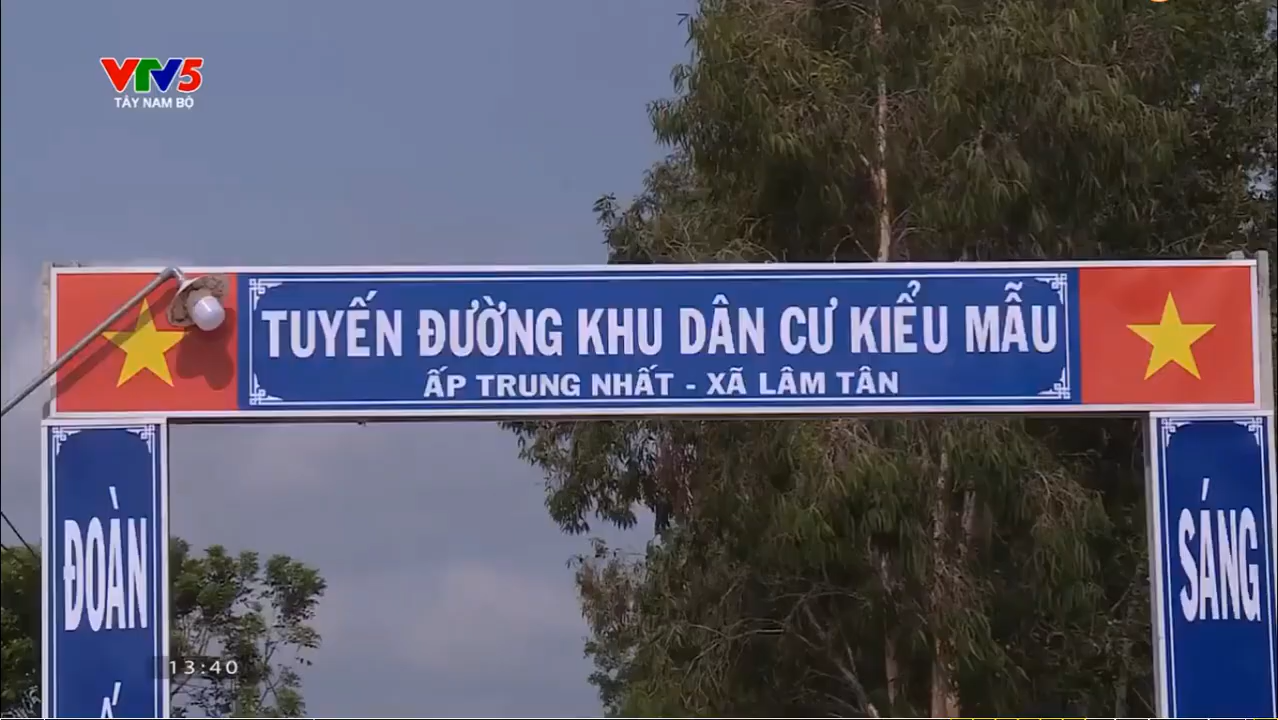 VTV5
TÂY NAM BỘ
TUYẾN ĐƯỜNG KHU DÂN CƯ KIỂU MẪU
ẤP TRUNG NHẤT - XÃ LÂM TÂN
ĐOÀN
SÁNG
13:40